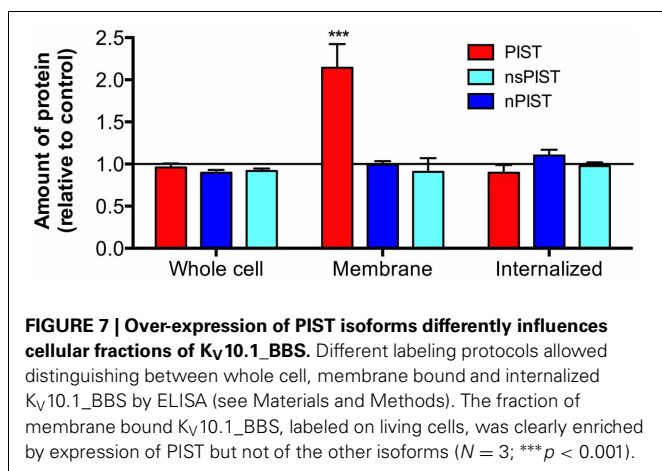 ***
2.5
2.0
1.5
1.0
0.5
0.0
Amount of protein
(relative to control)
PIST
nsPIST
nPIST
Whole cell
Membrane
Internalized
FIGURE 7 | Over-expression of PIST isoforms differently influences
cellular fractions of KV10.1_BBS. Different labeling protocols allowed
distinguishing between whole cell, membrane bound and internalized
KV10.1_BBS by ELISA (see Materials and Methods). The fraction of
membrane bound KV10.1_BBS, labeled on living cells, was clearly enriched
by expression of PIST but not of the other isoforms (N = 3; ***p < 0.001).